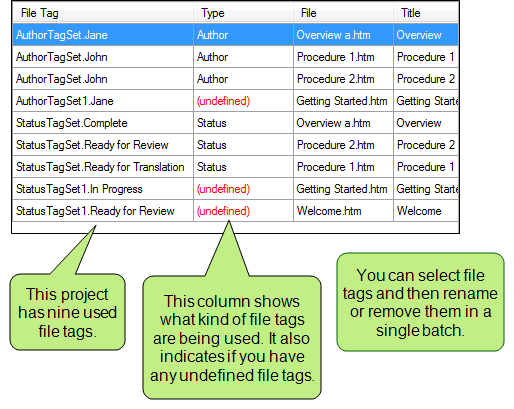 File Tag Type File Title
AuthorTagSet.Jane Author Overview a.htm Overview
AuthorTagSet.John Author Procedure 1.htm Procedure 1
AuthorTagSet.John Author Procedure 2.htm Procedure 2
AuthorTagSet1.Jane (undefined) Getting Started.htm Getting Starte
StatusTagSet.Complete Status Overview a.htm Overview
StatusTagSet.Ready for Review Status Procedure 2.htm Procedure 2
StatusTagSet.Ready for Translation Status Procedure 1.htm Procedure 1
StatusTagSet1.In Progress (undefined) Getting Started.htm Getting Starte
StatusTagSet1.Ready for Review (undefined) Welcome.htm Welcome
This project
has nine used
file tags.
This column shows
what kind of file tags
are being used. It also
indicates if you have
any undefined file tags.
You can select file
tags and then rename
or remove them in a
single batch.